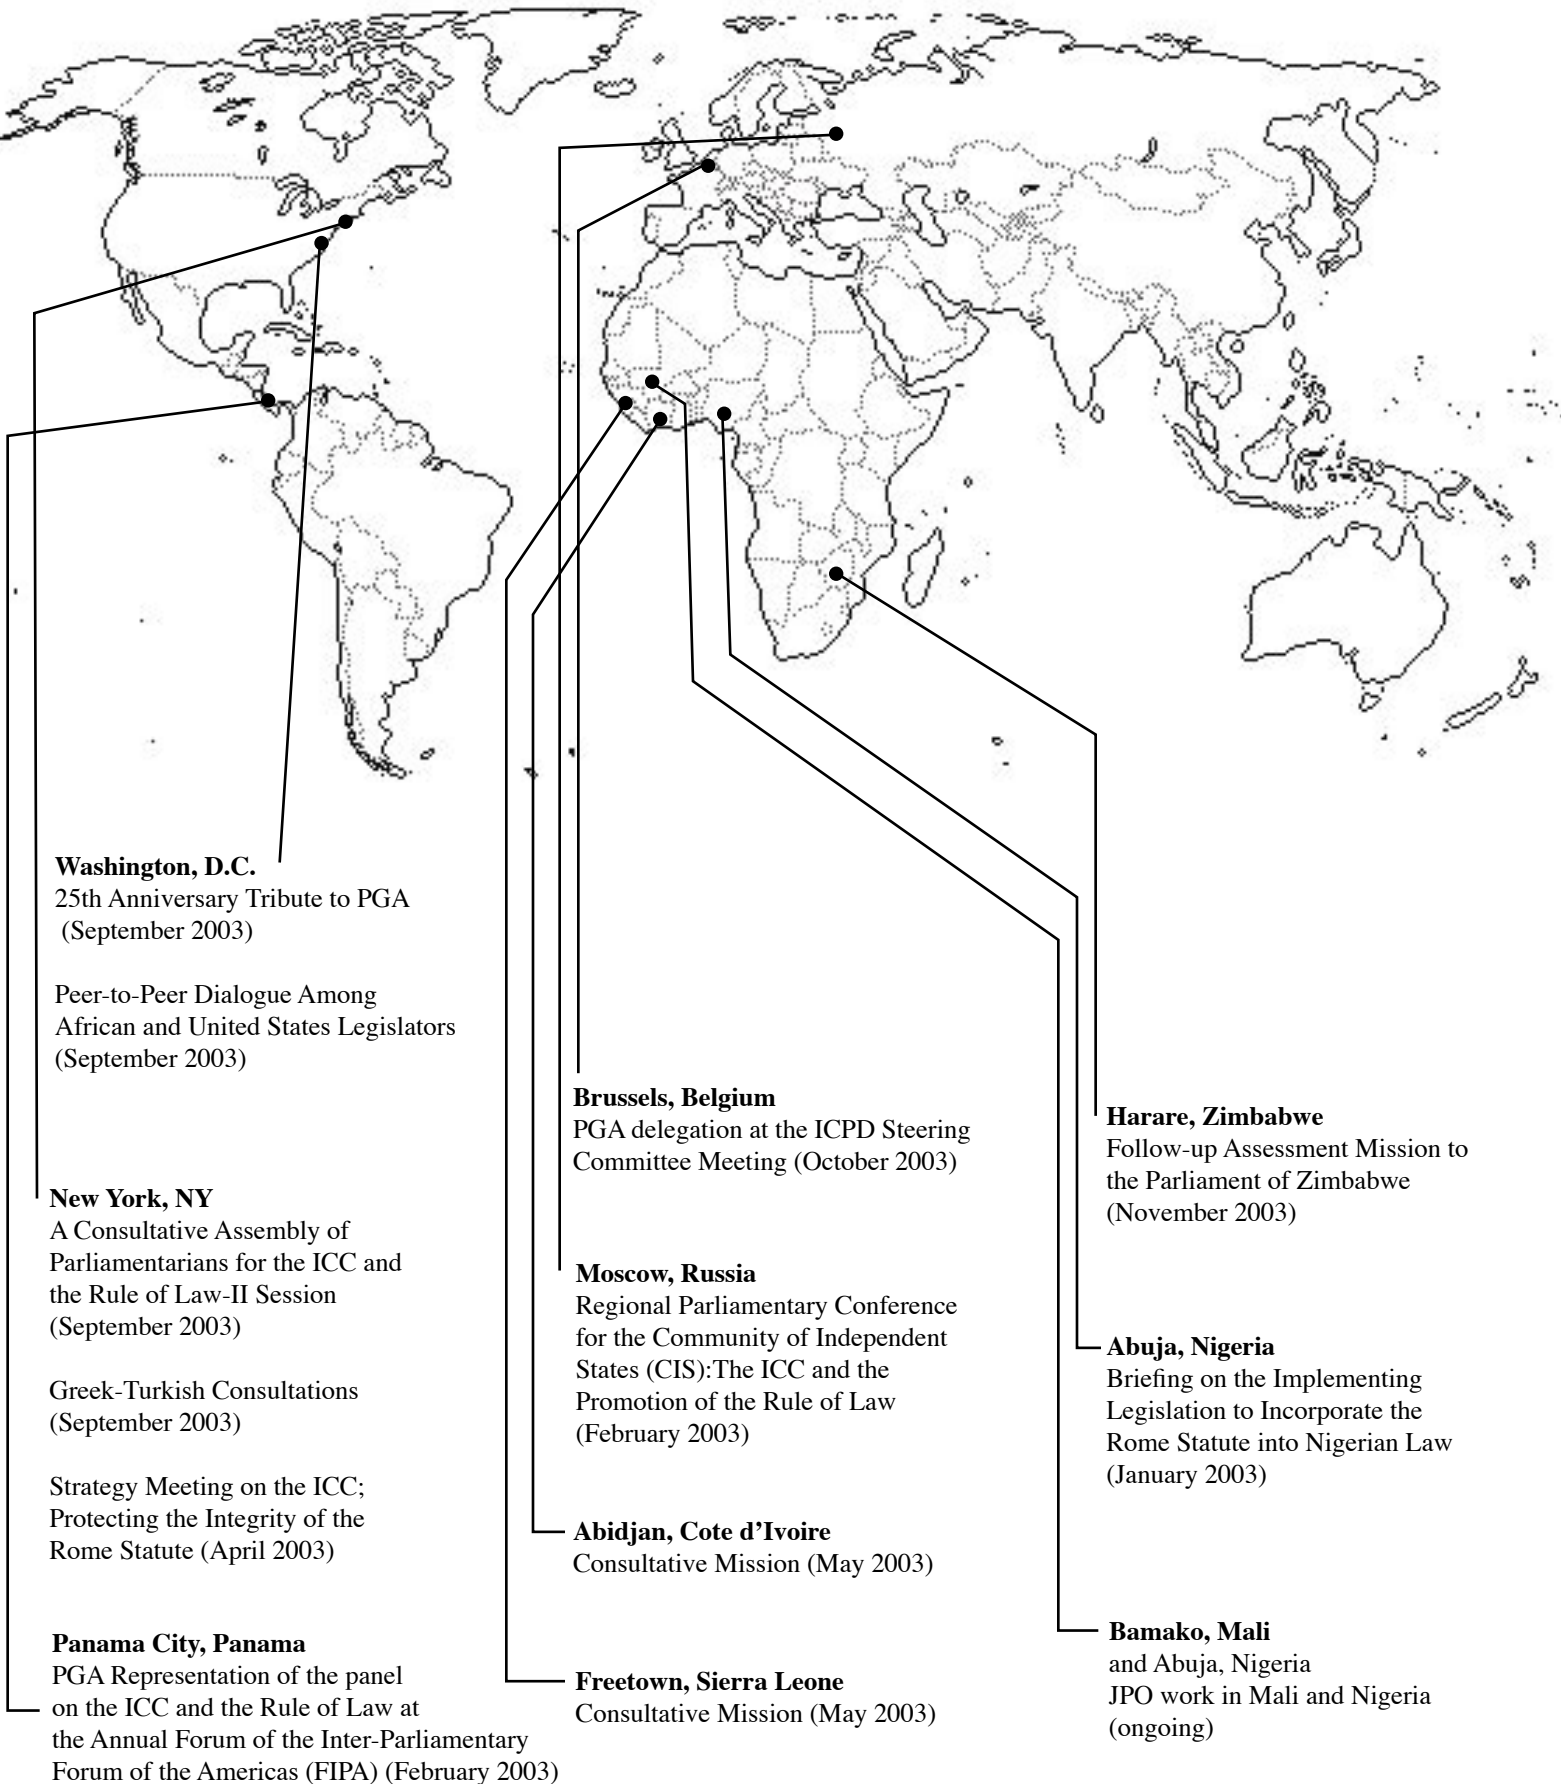 Washington, D.C.
25th Anniversary Tribute to PGA
(September 2003)
Peer-to-Peer Dialogue Among
African and United States Legislators
(September 2003)
New York, NY
A Consultative Assembly of
Parliamentarians for the ICC and
the Rule of Law-II Session
(September 2003)
Greek-Turkish Consultations
(September 2003)
Strategy Meeting on the ICC;
Protecting the Integrity of the
Rome Statute (April 2003)
Panama City, Panama
PGA Representation of the panel
on the ICC and the Rule of Law at
the Annual Forum of the Inter-Parliamentary
Forum of the Americas (FIPA) (February 2003)
Brussels, Belgium
PGA delegation at the ICPD Steering
Committee Meeting (October 2003)
Moscow, Russia
Regional Parliamentary Conference
for the Community of Independent
States (CIS):The ICC and the
Promotion of the Rule of Law
(February 2003)
Abidjan, Cote d’Ivoire
Consultative Mission (May 2003)
Freetown, Sierra Leone
Consultative Mission (May 2003)
Harare, Zimbabwe
Follow-up Assessment Mission to
the Parliament of Zimbabwe
(November 2003)
Abuja, Nigeria
Briefing on the Implementing
Legislation to Incorporate the
Rome Statute into Nigerian Law
(January 2003)
Bamako, Mali
and Abuja, Nigeria
JPO work in Mali and Nigeria
(ongoing)